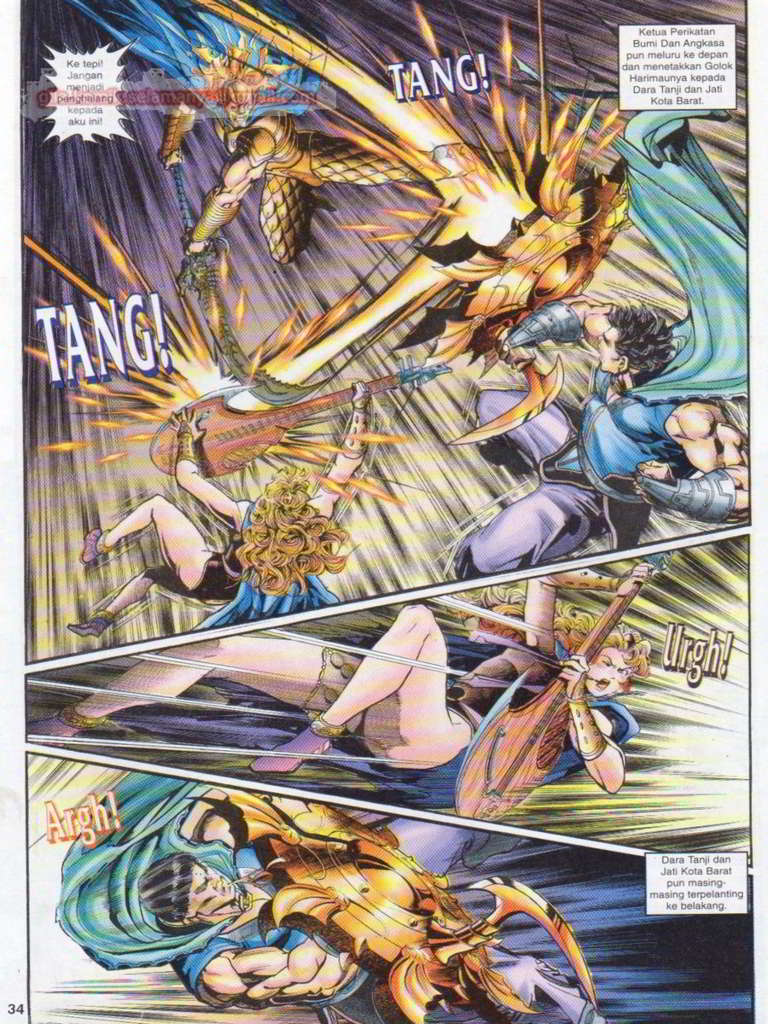 Ke tepi!
Jangan
menjadi
penghalang
kepada
aku ini!
TANG!
Ketua Perikatan
Bumi Dan Angkasa
pun meluru ke depan
dan menetakkan Golok
Harimaunya kepada
Dara Tanji dan Jati
Kota Barat.
TANG!
Urgh!
Argh!
Dara Tanji dan
Jati Kota Barat
pun masing-
masing terpelanting
ke belakang.
34